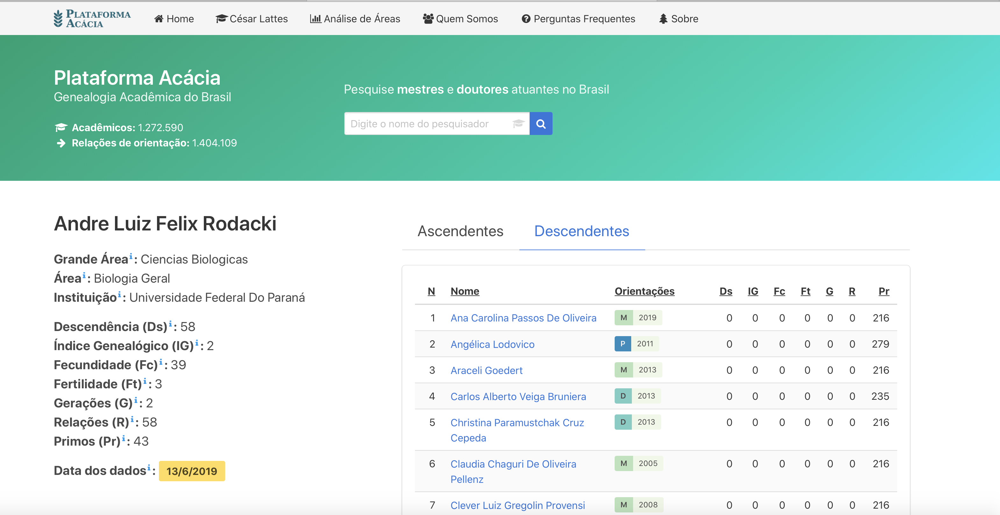 PLATAFORMA
ACÁCIA
Home
César Lattes
Análise de Áreas
Quem Somos
Perguntas Frequentes
Sobre
Plataforma Acácia
Genealogia Acadêmica do Brasil
Acadêmicos: 1.272.590
Relações de orientação: 1.404.109
Pesquise mestres e doutores atuantes no Brasil
Digite o nome do pesquisador
Andre Luiz Felix Rodacki
Grande Área i : Ciencias Biologicas
Área i : Biologia Geral
Instituição i : Universidade Federal Do Paraná
Descendência (Ds) i : 58
Índice Genealógico (IG) i : 2
Fecundidade (Fc) i : 39
Fertilidade (Ft) i : 3
Gerações (G) i : 2
Relações (R) i : 58
Primos (Pr) i : 43
Data dos dados i : 13/6/2019
Ascendentes Descendentes
N Nome Orientações Ds IG Fc Ft G R Pr
1 Ana Carolina Passos De Oliveira M 2019 0 0 0 0 0 0 216
2 Angélica Lodovico P 2011 0 0 0 0 0 0 279
3 Araceli Goedert M 2013 0 0 0 0 0 0 216
4 Carlos Alberto Veiga Bruniera D 2013 0 0 0 0 0 0 235
5 Christina Paramustchak Cruz D 2013 0 0 0 0 0 0 216
Cepeda
6 Claudia Chaguri De Oliveira M 2005 0 0 0 0 0 0 216
Pellenz
7 Clever Luiz Gregolin Provensi M 2008 0 0 0 0 0 0 216